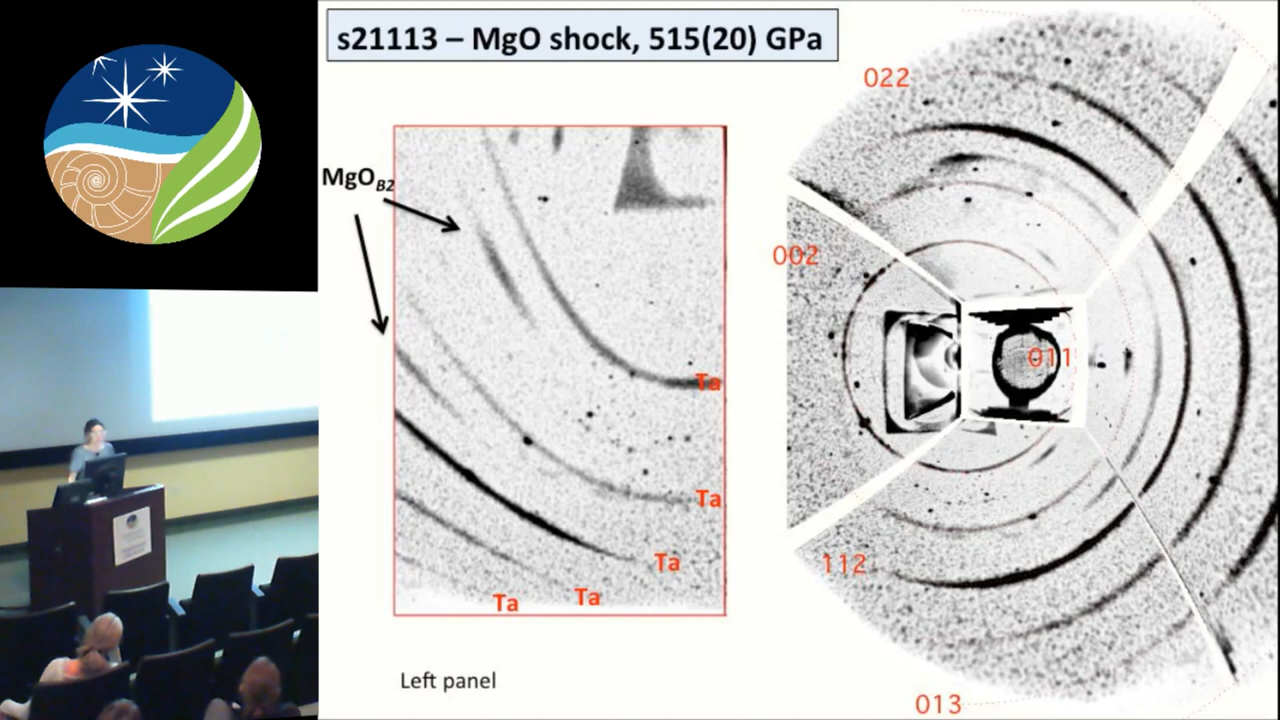 s21113 – MgO shock, 515(20) GPa
MgO_B2
Ta
Ta
Ta
Ta
Ta
Left panel
022
002
011
112
013